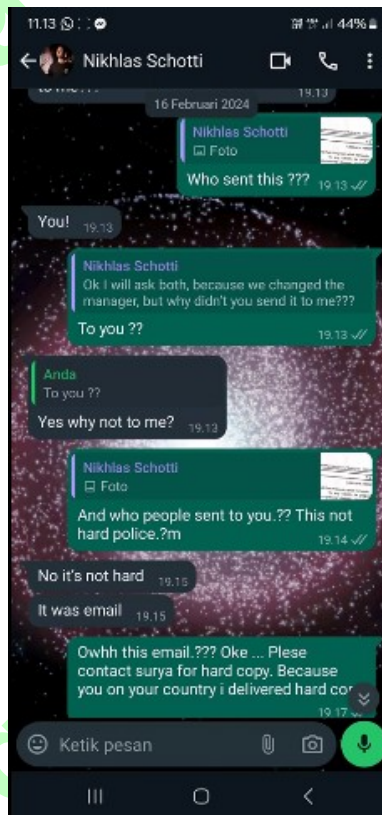 11.13
44%
Nikhlas Schotti
19.13
16 Februari 2024
Nikhlas Schotti
Foto
Who sent this ???
19.13
You!
19.13
Nikhlas Schotti
Ok I will ask both, because we changed the
manager, but why didn't you send it to me???
To you ??
19.13
Anda
To you ??
Yes why not to me?
19.13
Nikhlas Schotti
Foto
And who people sent to you.?? This not
hard police.?m
19.14
No it's not hard
19.15
It was email
19.15
Owhh this email.??? Oke ... Plese
contact surya for hard copy. Because
you on your country i delivered hard
19.17
Ketik pesan